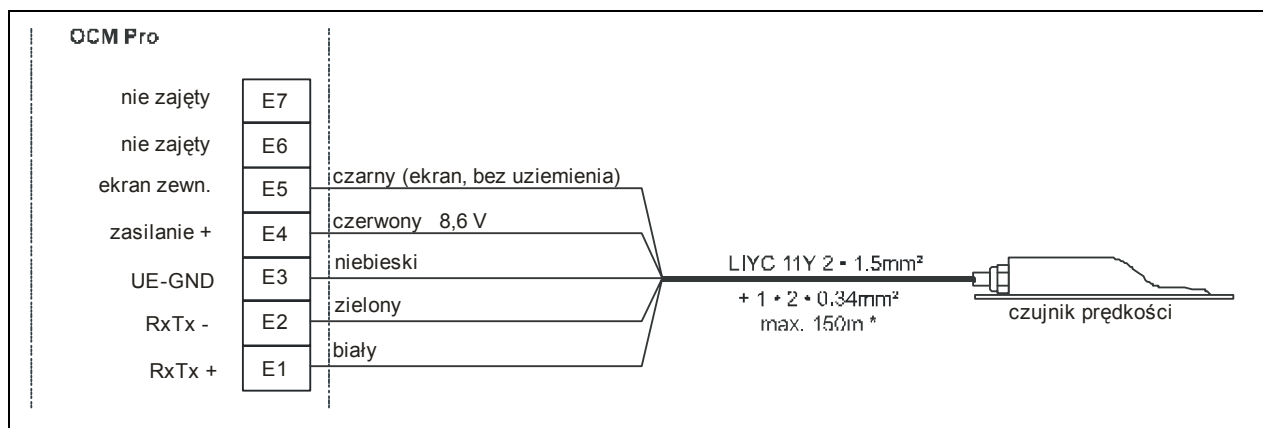 OCM Pro
nie zajęty E7
nie zajęty E6
ekran zewn. E5 czarny (ekran, bez uziemienia)
zasilanie + E4 czerwony 8,6 V
UE-GND E3 niebieski
RxTx - E2 zielony
RxTx + E1 biały
LIYC 11Y 2 * 1.5mm²
+ 1 * 2 * 0.34mm²
max. 150m *
czujnik prędkości